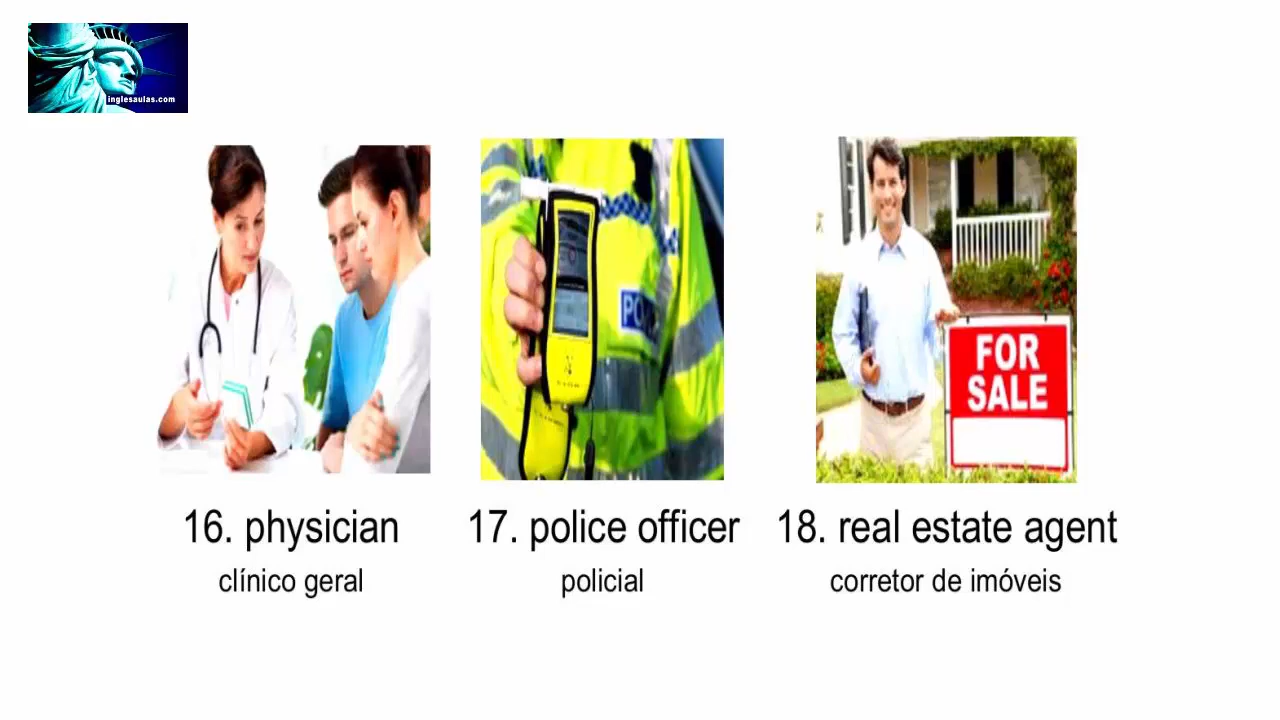 inglesaulas.com
PO
FOR
SALE
16. physician
17. police officer
18. real estate agent
clínico geral
policial
corretor de imóveis